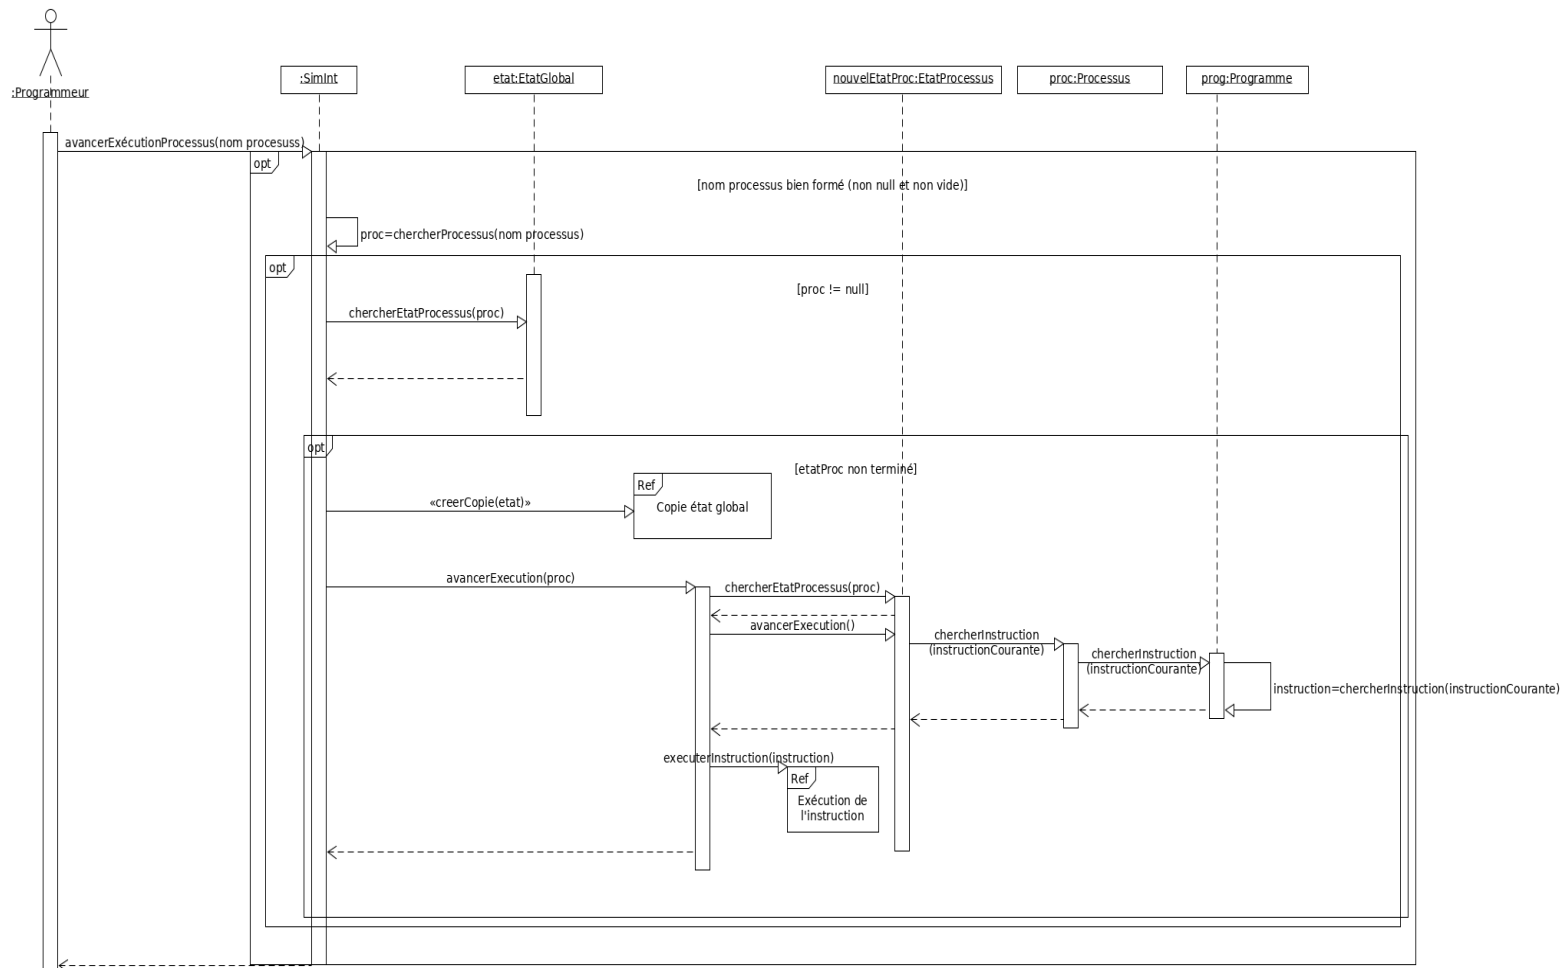 :Programmeur
:SimInt
etat:EtatGlobal
nouvelEtatProc:EtatProcessus
proc:Processus
prog:Programme
avancerExécutionProcessus(nom procesuss)
opt
[nom processus bien formé (non null et non vide)]
proc=chercherProcessus(nom processus)
opt
[proc != null]
chercherEtatProcessus(proc)
opt
[etatProc non terminé]
Ref
«creerCopie(etat)»
Copie état global
avancerExecution(proc)
chercherEtatProcessus(proc)
avancerExecution()
chercherInstruction
(instructionCourante)
chercherInstruction
(instructionCourante)
instruction=chercherInstruction(instructionCourante)
executerInstruction(instruction)
Ref
Exécution de
l'instruction